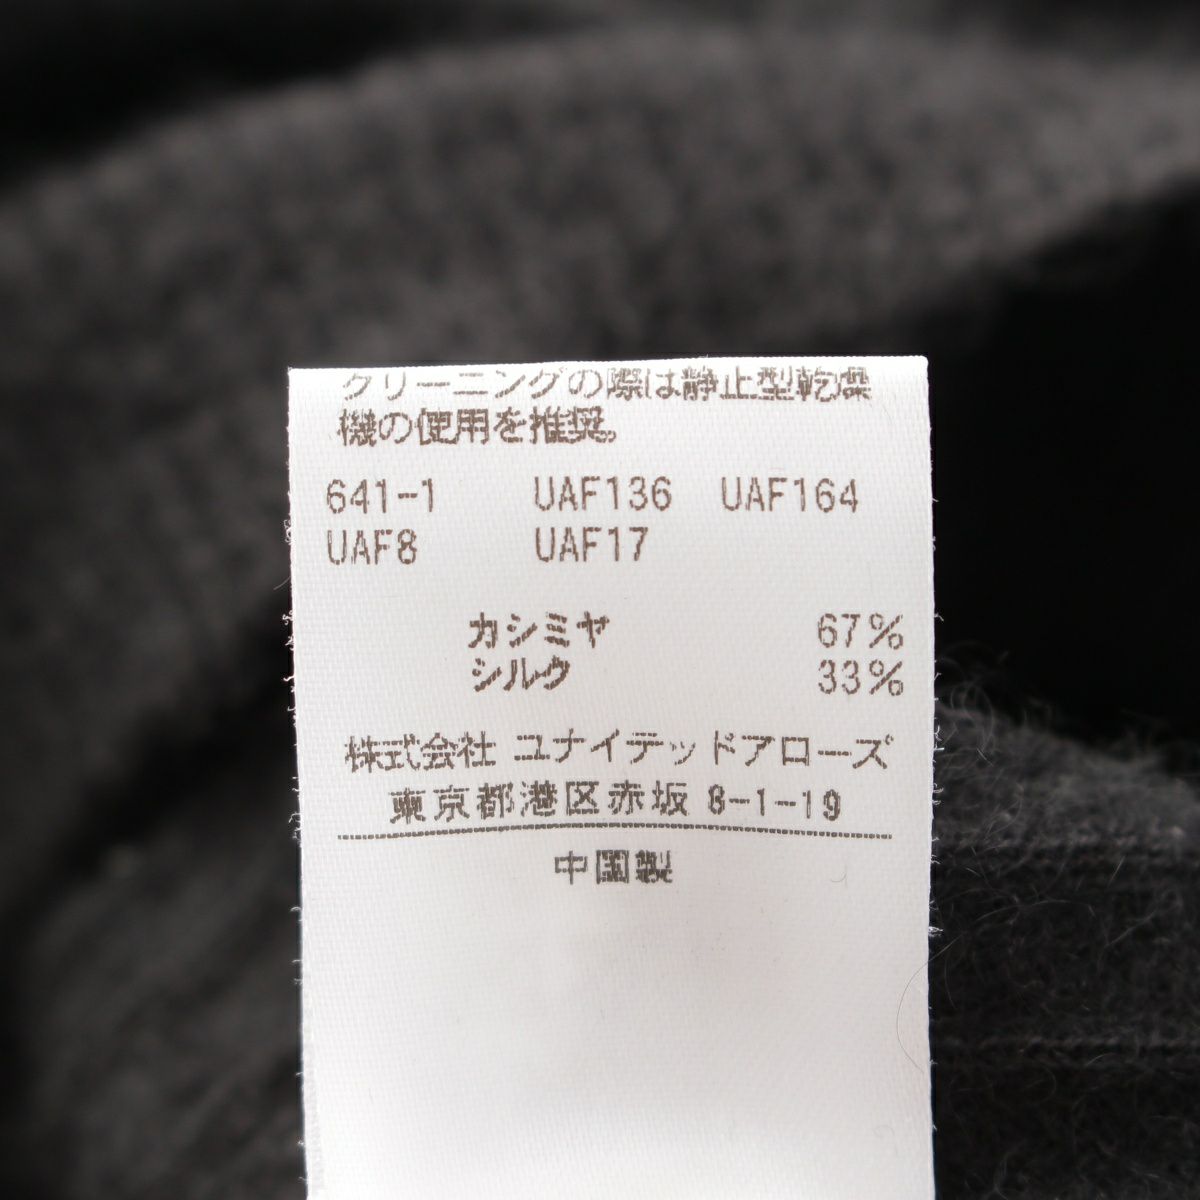 クリーニングの際は静止型乾燥
機の使用を推奨。
641-1 UAF136 UAF164
UAF8 UAF17
カシミヤ 67%
シルク 33%
株式会社 ユナイテッドアローズ
東京都港区赤坂 8-1-19
中国製